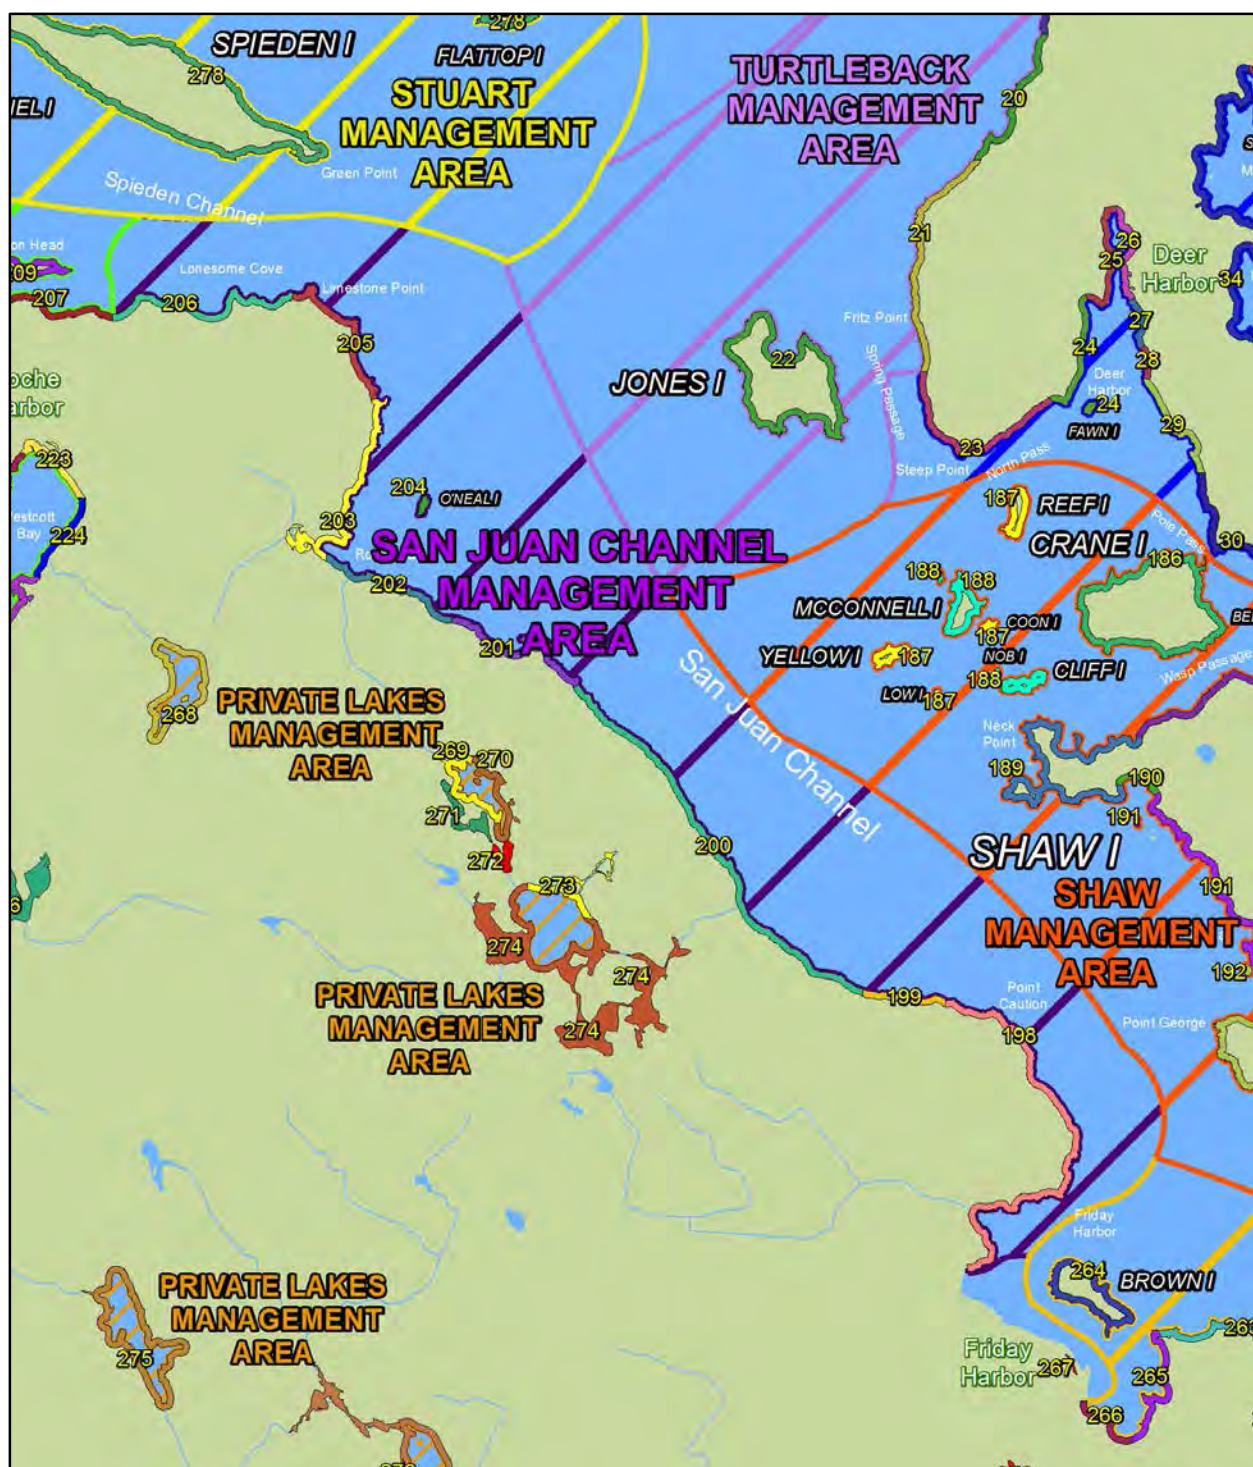 278
SPIEDEN I
FLATTOP I
278
STUART
MANAGEMENT
AREA
TURTLEBACK
MANAGEMENT
AREA
20
Green Point
Spieden Channel
21
26
25
Deer
Harbor
34
207
206
Lonesome Cove
Limestone Point
205
Fritz Point
Spring Passage
22
JONES I
27
24
28
Deer
Harbor
24
FAWN I
29
223
224
Bay
204
O'NEAL I
203
202
23
Steep Point
North Pass
187
REEF I
CRANE I
Pole Pass
30
186
SAN JUAN CHANNEL
MANAGEMENT
AREA
201
188
188
MCCONNELL I
COON I
187
YELLOW I
187
NOB I
188
CLIFF I
LOW I
187
Wasp Passage
San Juan Channel
Neck
Point
189
190
191
268
PRIVATE LAKES
MANAGEMENT
AREA
269
270
271
272
273
274
274
274
PRIVATE LAKES
MANAGEMENT
AREA
200
SHAW I
SHAW
MANAGEMENT
AREA
191
192
199
Point
Caution
198
Point George
Friday
Harbor
264
BROWN I
PRIVATE LAKES
MANAGEMENT
AREA
275
Friday
Harbor
267
265
266